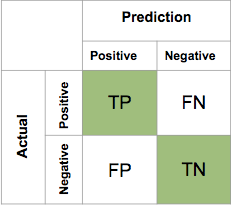 Prediction
Positive Negative
Actual
Positive
TP FN
Negative
FP TN